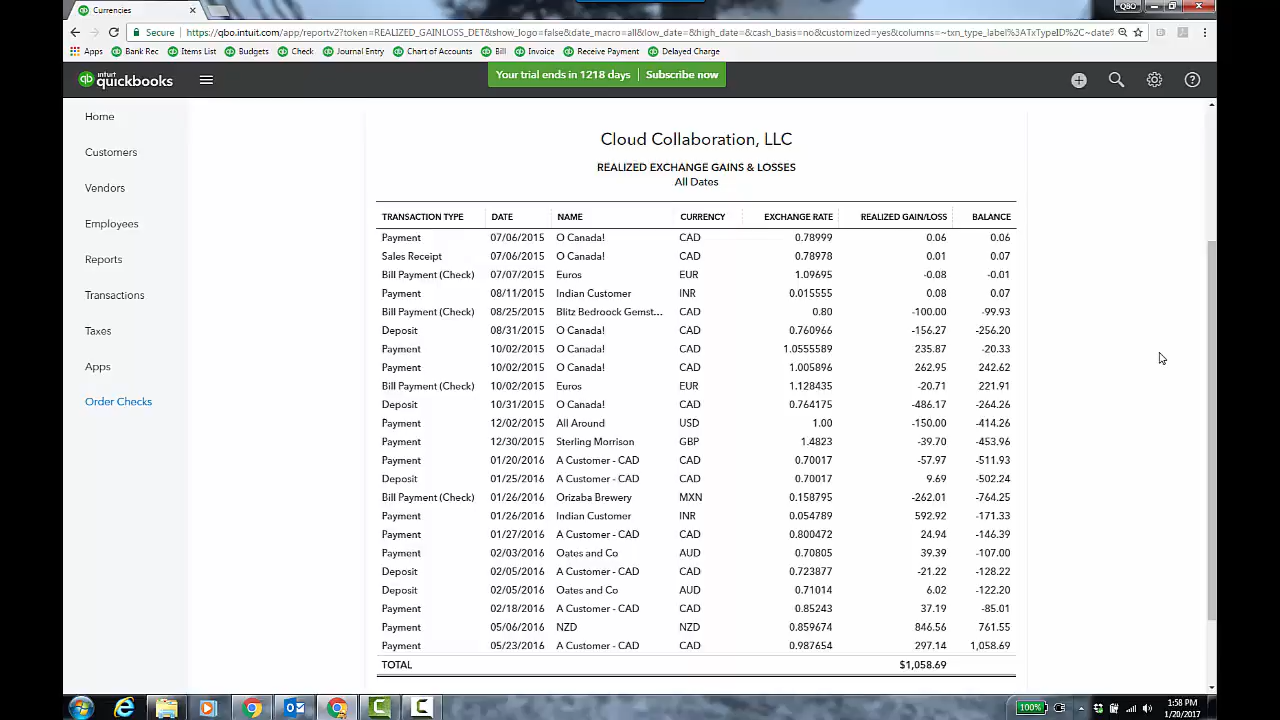 Currencies
QBO
Secure https://qbo.intuit.com/app/reportv2?token=REALIZED_GAINLOSS_DET&show_logo=false&date_macro=all&low_date=&high_date=&cash_basis=no&customized=yes&columns=~txn_type_label%3ATxTypeID%2C~date%
Apps Bank Rec Items List Budgets Check Journal Entry Chart of Accounts Bill Invoice Receive Payment Delayed Charge
qb intuit quickbooks Your trial ends in 1218 days Subscribe now
Home
Customers
Vendors
Employees
Reports
Transactions
Taxes
Apps
Order Checks
Cloud Collaboration, LLC
REALIZED EXCHANGE GAINS & LOSSES
All Dates
TRANSACTION TYPE DATE NAME CURRENCY EXCHANGE RATE REALIZED GAIN/LOSS BALANCE
Payment 07/06/2015 O Canada! CAD 0.78999 0.06 0.06
Sales Receipt 07/06/2015 O Canada! CAD 0.78978 0.01 0.07
Bill Payment (Check) 07/07/2015 Euros EUR 1.09695 -0.08 -0.01
Payment 08/11/2015 Indian Customer INR 0.015555 0.08 0.07
Bill Payment (Check) 08/25/2015 Blitz Bedroock Gemst... CAD 0.80 -100.00 -99.93
Deposit 08/31/2015 O Canada! CAD 0.760966 -156.27 -256.20
Payment 10/02/2015 O Canada! CAD 1.0555589 235.87 -20.33
Payment 10/02/2015 O Canada! CAD 1.005896 262.95 242.62
Bill Payment (Check) 10/02/2015 Euros EUR 1.128435 -20.71 221.91
Deposit 10/31/2015 O Canada! CAD 0.764175 -486.17 -264.26
Payment 12/02/2015 All Around USD 1.00 -150.00 -414.26
Payment 12/30/2015 Sterling Morrison GBP 1.4823 -39.70 -453.96
Payment 01/20/2016 A Customer - CAD CAD 0.70017 -57.97 -511.93
Deposit 01/25/2016 A Customer - CAD CAD 0.70017 9.69 -502.24
Bill Payment (Check) 01/26/2016 Orizaba Brewery MXN 0.158795 -262.01 -764.25
Payment 01/26/2016 Indian Customer INR 0.054789 592.92 -171.33
Payment 01/27/2016 A Customer - CAD CAD 0.800472 24.94 -146.39
Payment 02/03/2016 Oates and Co AUD 0.70805 39.39 -107.00
Deposit 02/05/2016 A Customer - CAD CAD 0.723877 -21.22 -128.22
Deposit 02/05/2016 Oates and Co AUD 0.71014 6.02 -122.20
Payment 02/18/2016 A Customer - CAD CAD 0.85243 37.19 -85.01
Payment 05/06/2016 NZD NZD 0.859674 846.56 761.55
Payment 05/23/2016 A Customer - CAD CAD 0.987654 297.14 1,058.69
TOTAL $1,058.69
100% 1:58 PM
1/20/2017